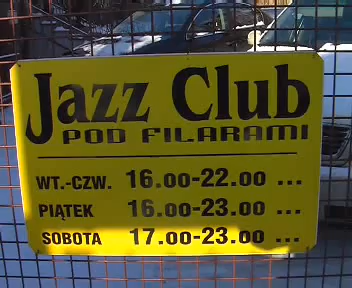 Jazz Club
POD FILARAMI
WT.-CZW. 16.00-22.00 ...
PIĄTEK 16.00-23.00 ...
SOBOTA 17.00-23.00 ...